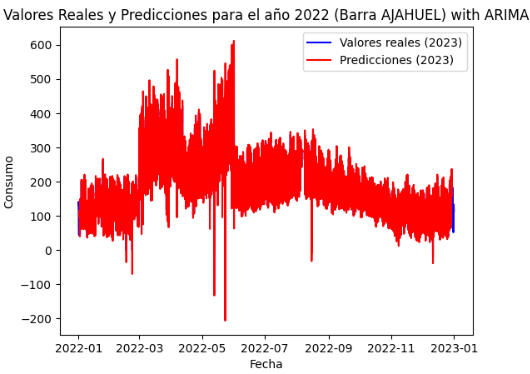 Valores Reales y Predicciones para el año 2022 (Barra AJAHUEL) with ARIMA
Valores reales (2023)
Predicciones (2023)
600
500
400
300
200
100
0
−100
−200
Consumo
2022-01 2022-03 2022-05 2022-07 2022-09 2022-11 2023-01
Fecha